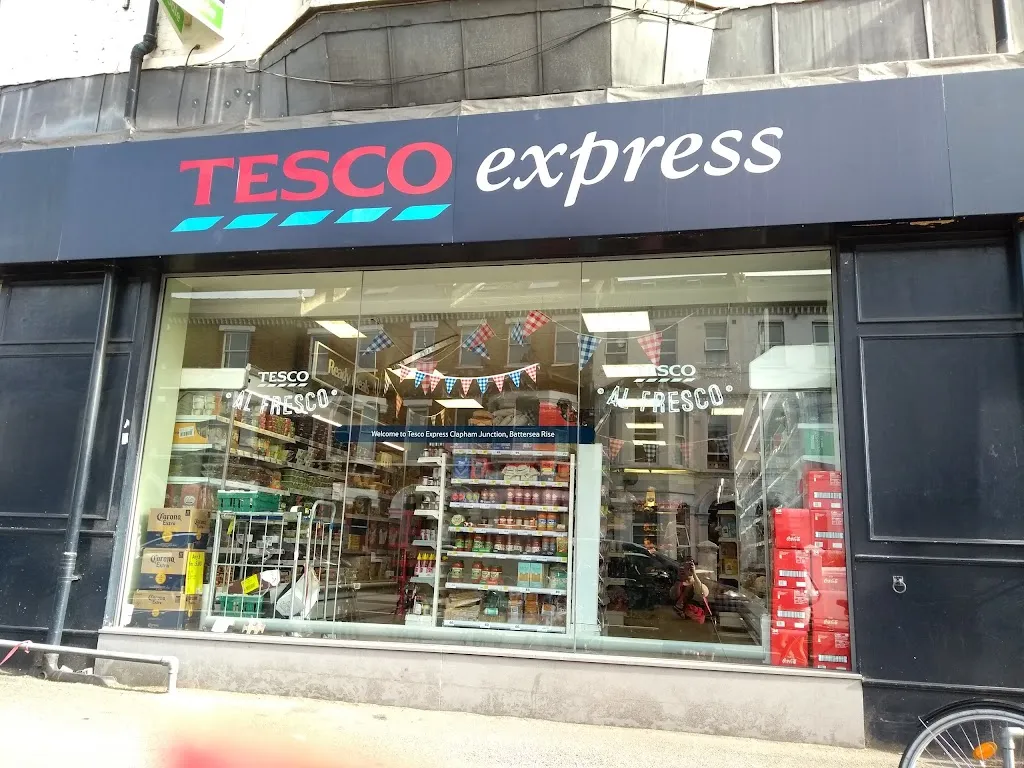 TESCO express
TESCO
AL FRESCO
TESCO
AL FRESCO
Welcome to Tesco Express Clapham Junction, Battersea Rise
Corona
Extra
Corona
Extra